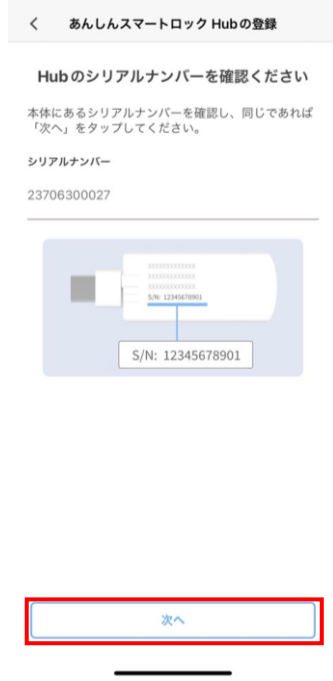 あんしんスマートロック Hubの登録
Hubのシリアルナンバーを確認ください
本体にあるシリアルナンバーを確認し、同じであれば
「次へ」をタップしてください。
シリアルナンバー
23706300027
XXXXXXXXXXXXX
XXXXXXXXXXXXX
XXXXXXXXXXXXX
S/N: 12345678901
S/N: 12345678901
次へ